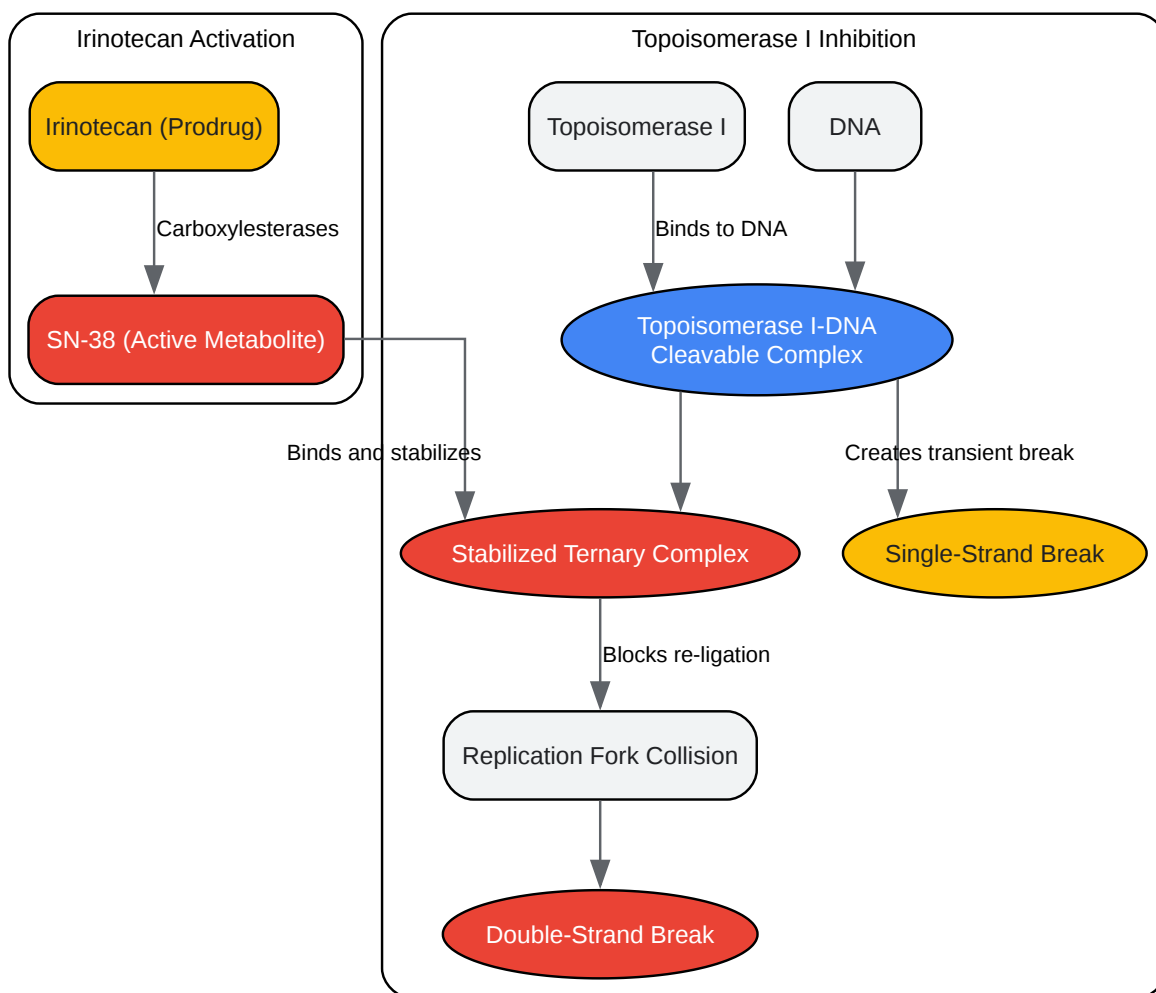 Irinotecan Activation
Topoisomerase I Inhibition
Irinotecan (Prodrug)
Topoisomerase I
DNA
Carboxylesterases
Binds to DNA
SN-38 (Active Metabolite)
Topoisomerase I-DNA
Cleavable Complex
Binds and stabilizes
Creates transient break
Stabilized Ternary Complex
Single-Strand Break
Blocks re-ligation
Replication Fork Collision
Double-Strand Break